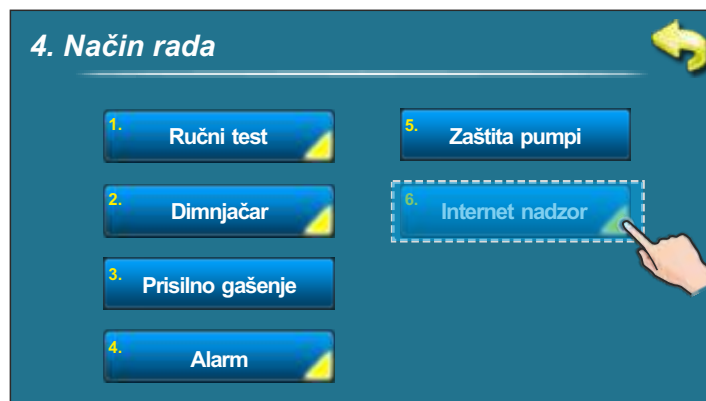 4. Način rada
1. Ručni test
2. Dimnjačar
3. Prisilno gašenje
4. Alarm
5. Zaštita pumpi
6. Internet nadzor